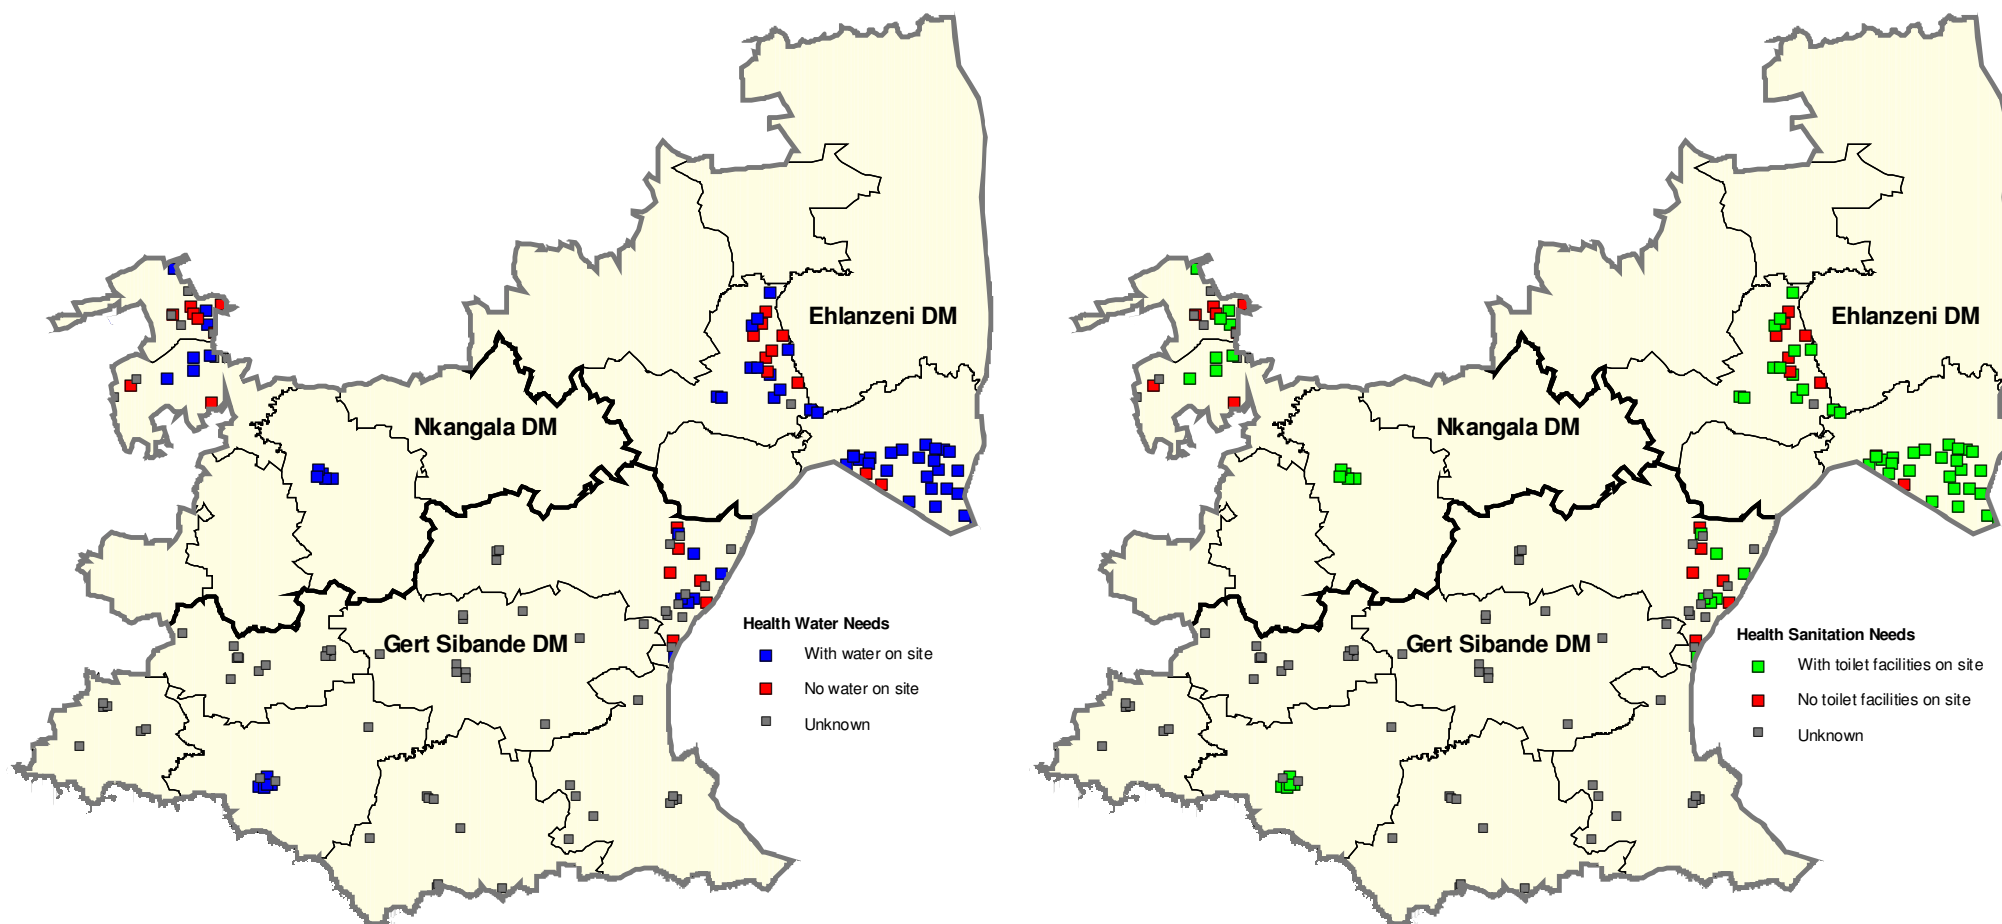 Ehlanzeni DM
Nkangala DM
Gert Sibande DM
Health Water Needs
With water on site
No water on site
Unknown
Ehlanzeni DM
Nkangala DM
Gert Sibande DM
Health Sanitation Needs
With toilet facilities on site
No toilet facilities on site
Unknown